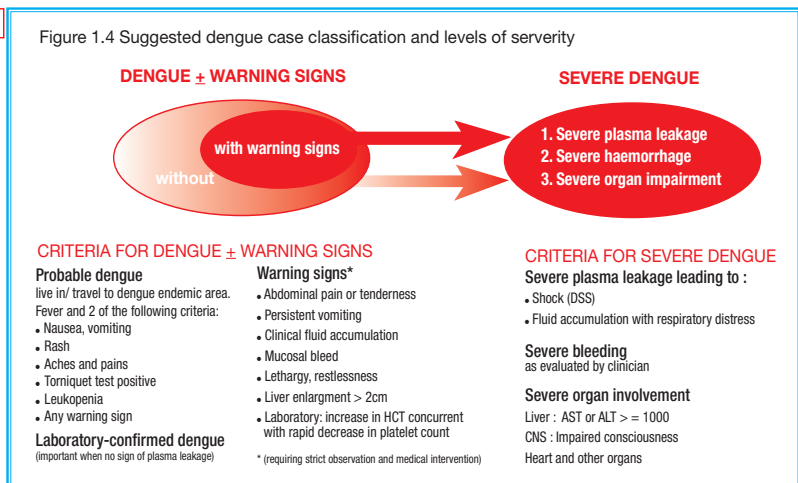 Figure 1.4 Suggested dengue case classification and levels of serverity
DENGUE ± WARNING SIGNS
SEVERE DENGUE
with warning signs
without
1. Severe plasma leakage
2. Severe haemorrhage
3. Severe organ impairment
CRITERIA FOR DENGUE ± WARNING SIGNS
Probable dengue
live in/ travel to dengue endemic area.
Fever and 2 of the following criteria:
• Nausea, vomiting
• Rash
• Aches and pains
• Torniquet test positive
• Leukopenia
• Any warning sign
Laboratory-confirmed dengue
(important when no sign of plasma leakage)
Warning signs*
• Abdominal pain or tenderness
• Persistent vomiting
• Clinical fluid accumulation
• Mucosal bleed
• Lethargy, restlessness
• Liver enlargment > 2cm
• Laboratory: increase in HCT concurrent
with rapid decrease in platelet count
* (requiring strict observation and medical intervention)
CRITERIA FOR SEVERE DENGUE
Severe plasma leakage leading to :
• Shock (DSS)
• Fluid accumulation with respiratory distress
Severe bleeding
as evaluated by clinician
Severe organ involvement
Liver : AST or ALT > = 1000
CNS : Impaired consciousness
Heart and other organs